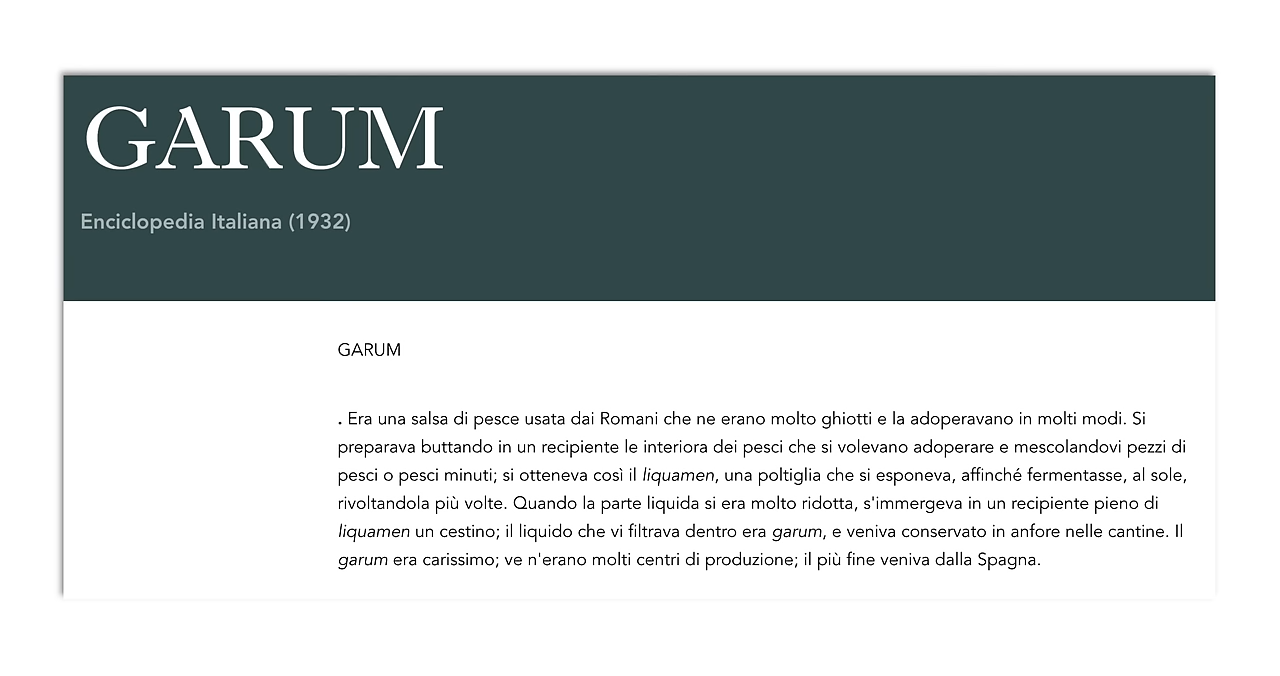 GARUM
Enciclopedia Italiana (1932)
GARUM
. Era una salsa di pesce usata dai Romani che ne erano molto ghiotti e la adoperavano in molti modi. Si
preparava buttando in un recipiente le interiora dei pesci che si volevano adoperare e mescolandovi pezzi di
pesci o pesci minuti; si otteneva così il liquamen, una poltiglia che si esponeva, affinché fermentasse, al sole,
rivoltandola più volte. Quando la parte liquida si era molto ridotta, s'immergeva in un recipiente pieno di
liquamen un cestino; il liquido che vi filtrava dentro era garum, e veniva conservato in anfore nelle cantine. Il
garum era carissimo; ve n'erano molti centri di produzione; il più fine veniva dalla Spagna.